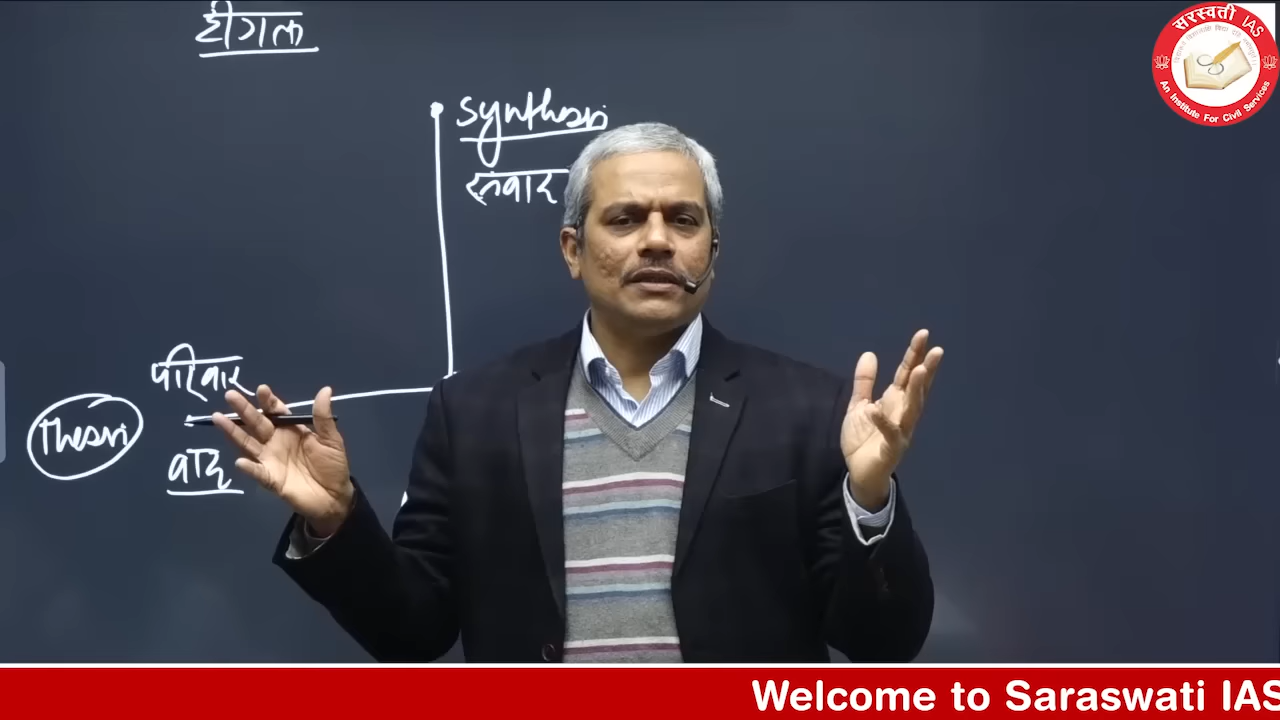 हीगल
synthesis
संवाद
परिवार
Thesis
वाद
सरस्वती IAS
An Institute For Civil Services
Welcome to Saraswati IAS